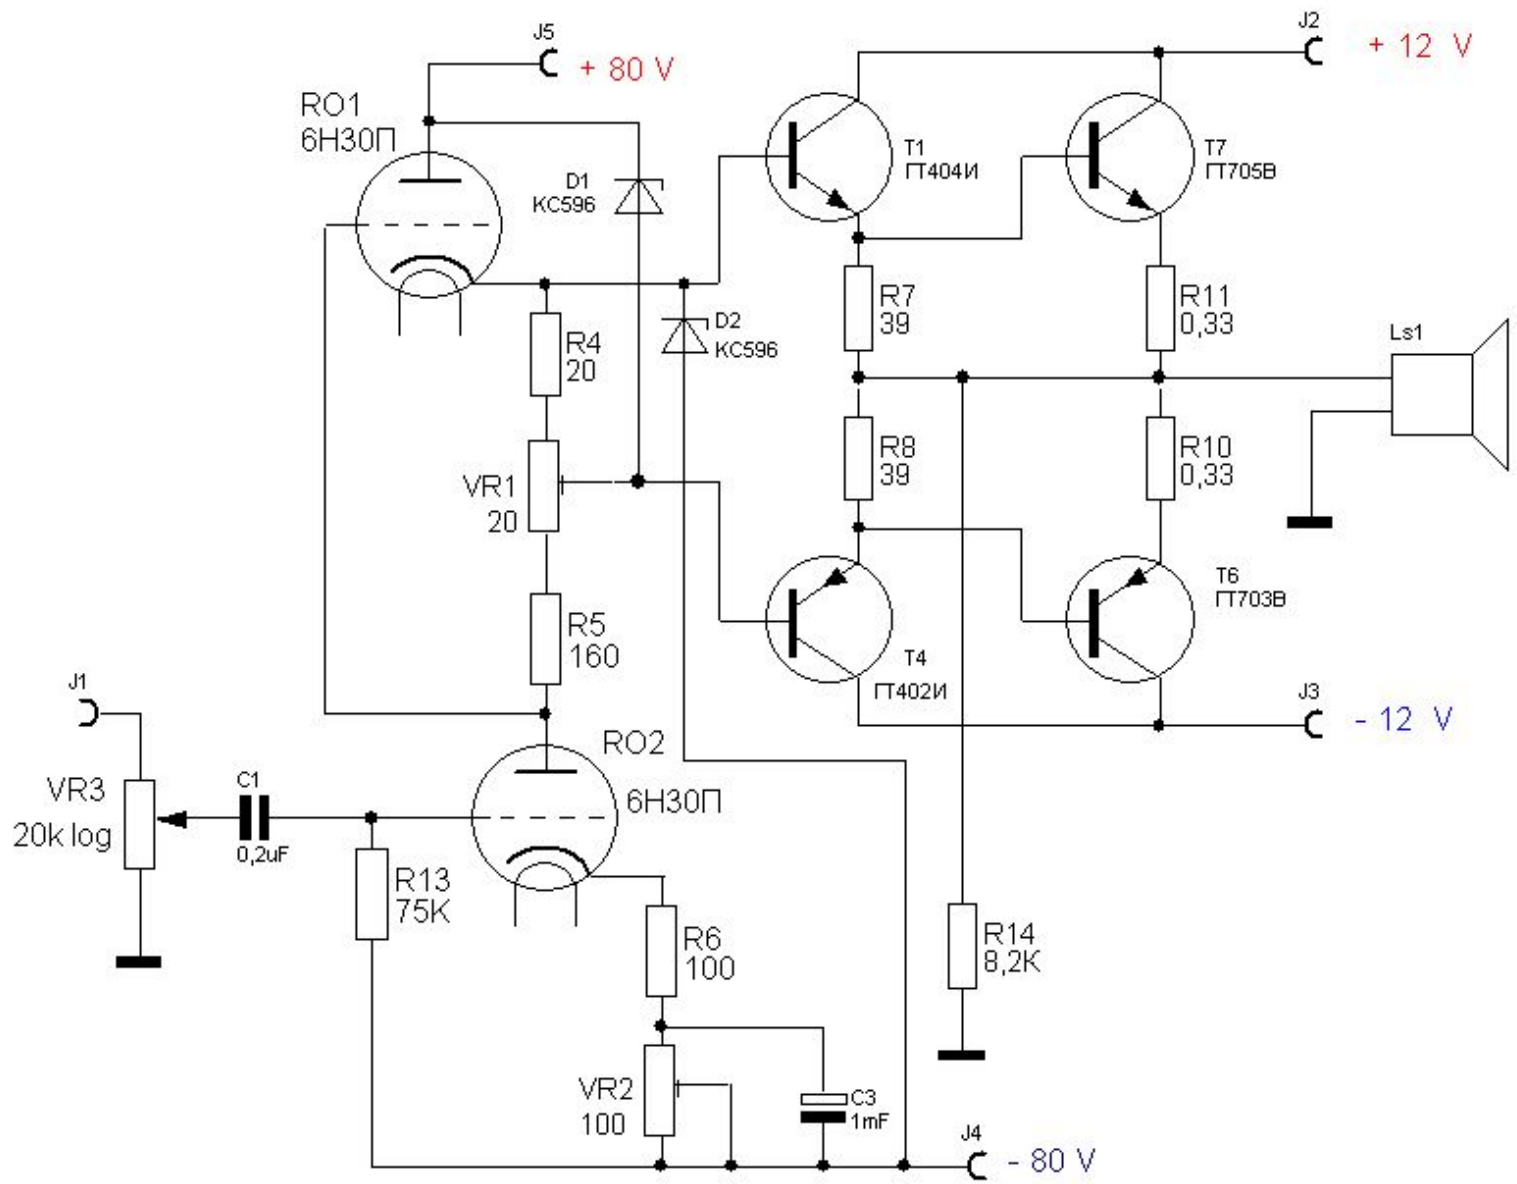 J5
+ 80 V
J2
+ 12 V
RO1
6Н30П
D1
КС596
T1
ГТ404И
T7
ГТ705В
R4
20
D2
КС596
R7
39
R11
0,33
Ls1
VR1
20
R8
39
R10
0,33
R5
160
T4
ГТ402И
T6
ГТ703В
J1
J3
- 12 V
RO2
6Н30П
VR3
20k log
C1
0,2uF
R13
75K
R6
100
R14
8,2K
VR2
100
C3
1mF
J4
- 80 V